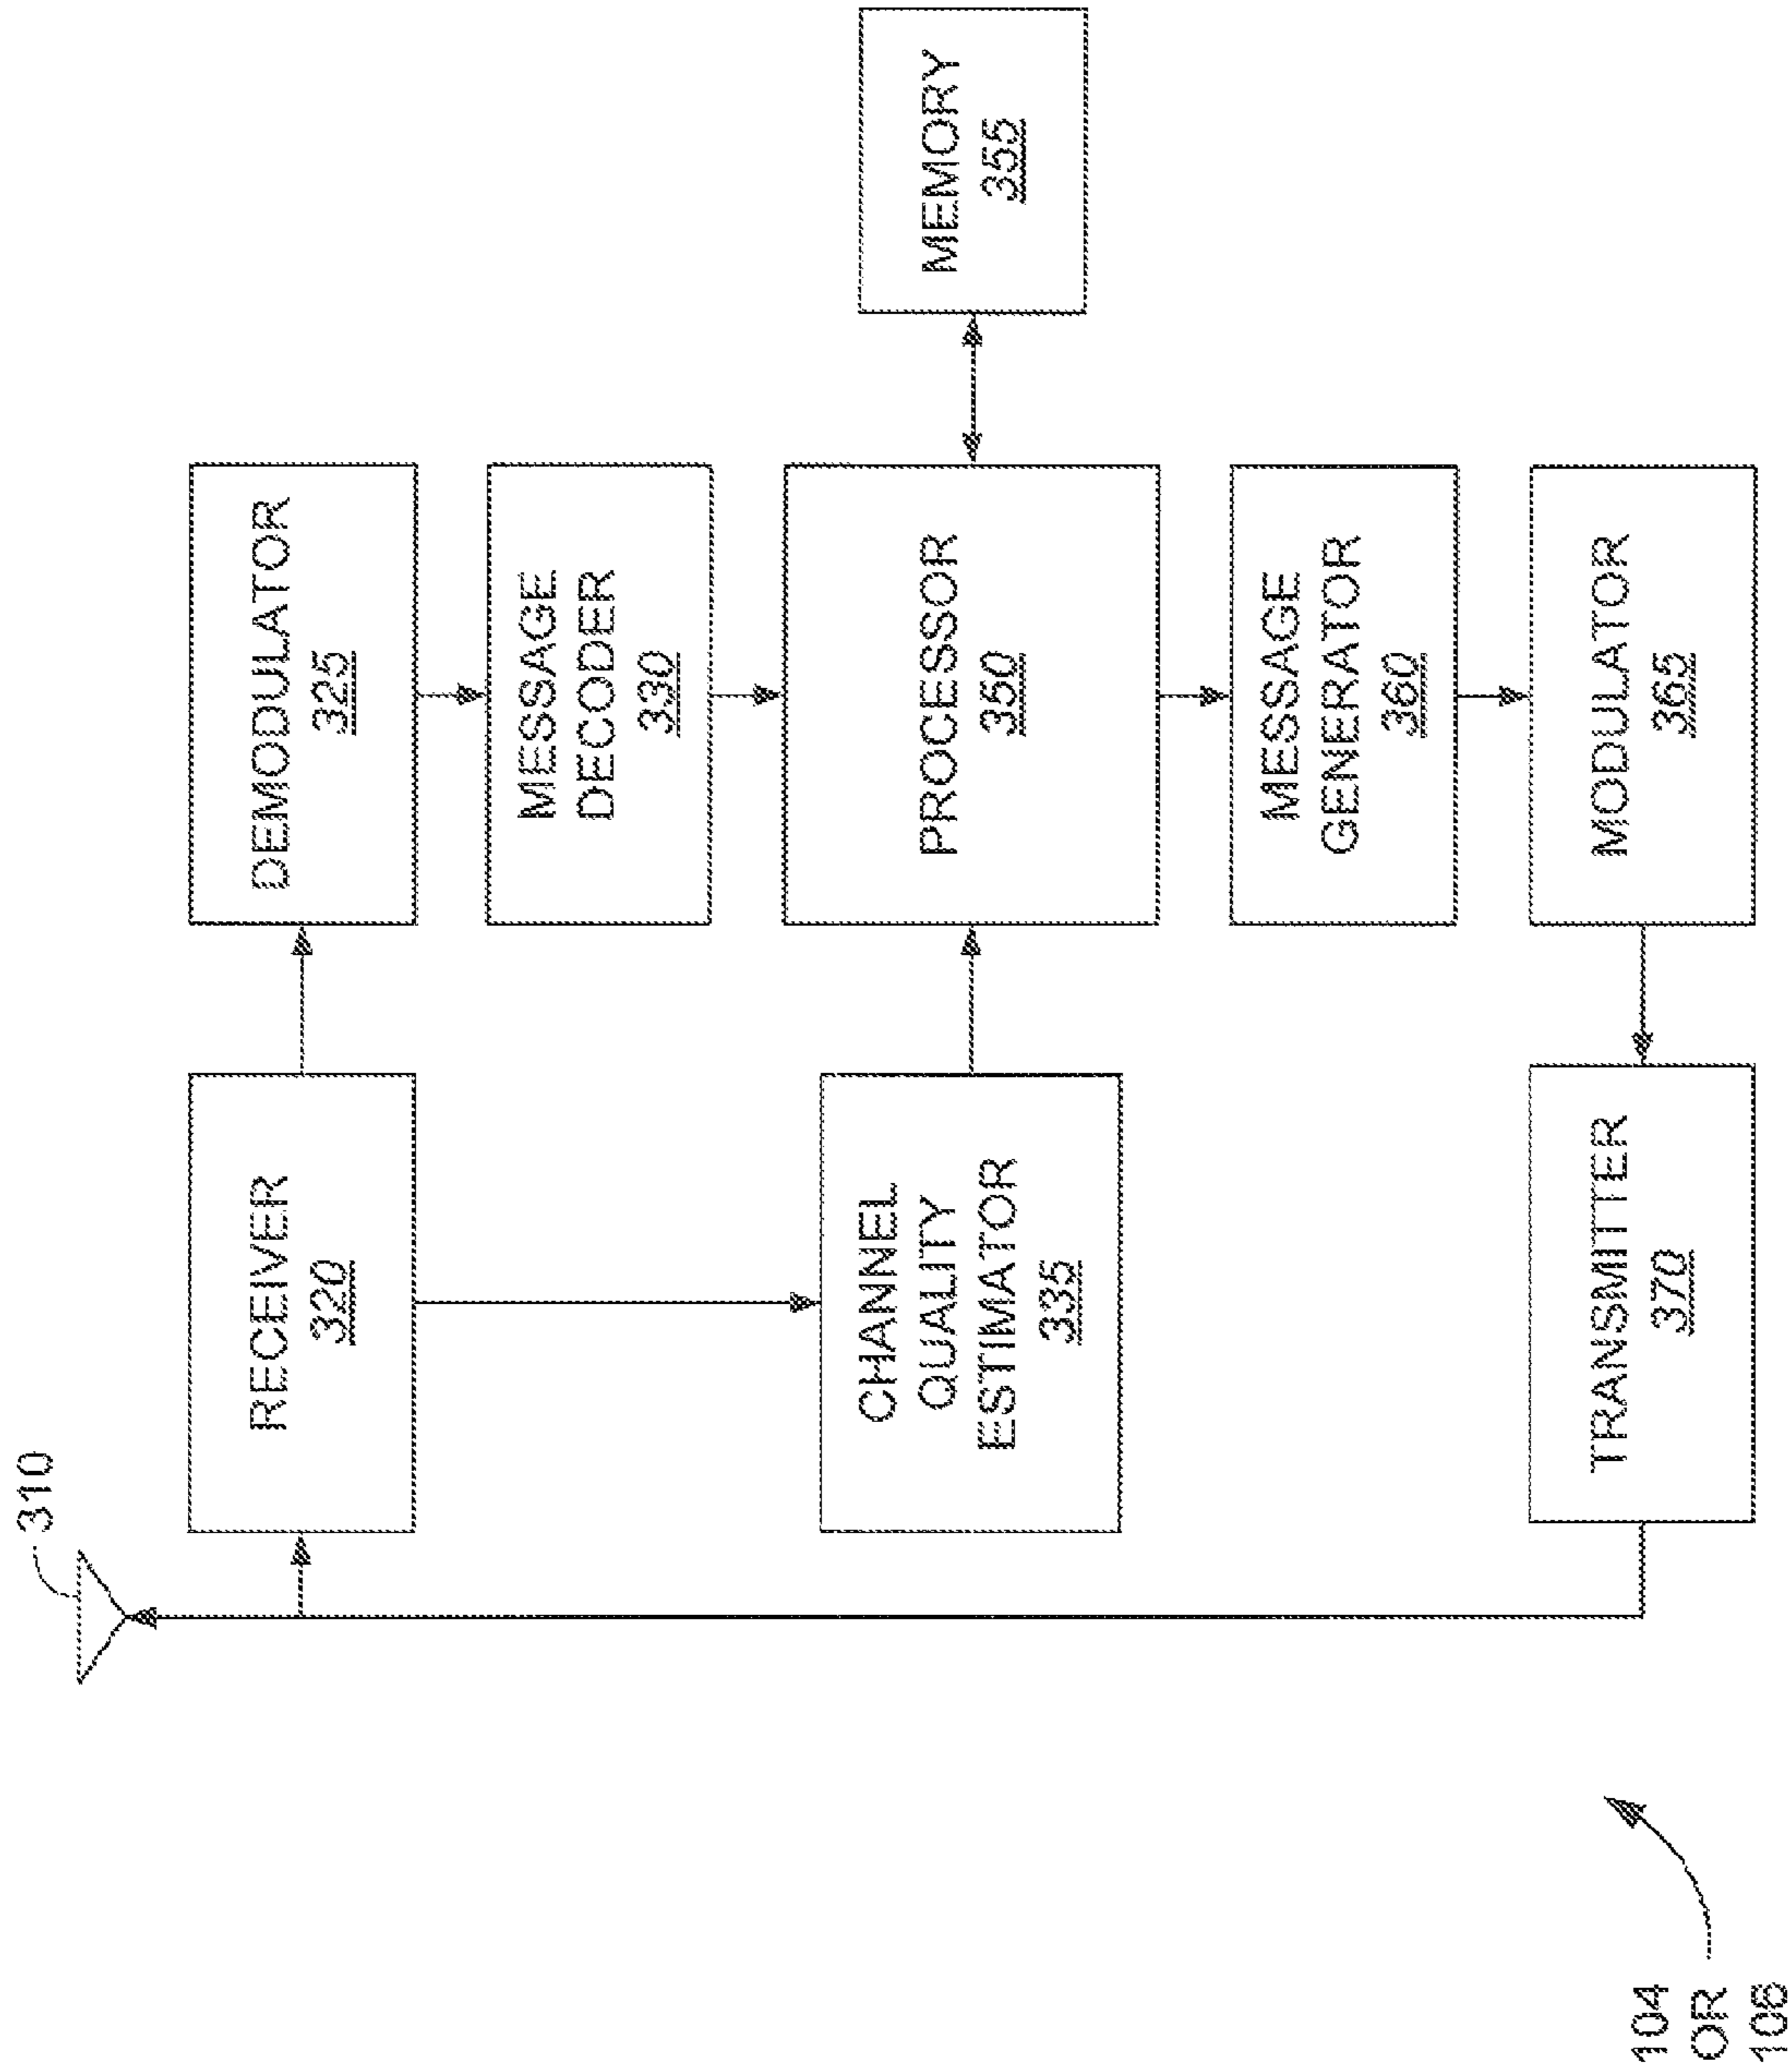 310
RECEIVER
320
DEMODULATOR
325
MESSAGE
DECODER
330
CHANNEL
QUALITY
ESTIMATOR
335
PROCESSOR
350
MEMORY
355
MESSAGE
GENERATOR
360
TRANSMITTER
370
MODULATOR
365
104
OR
106